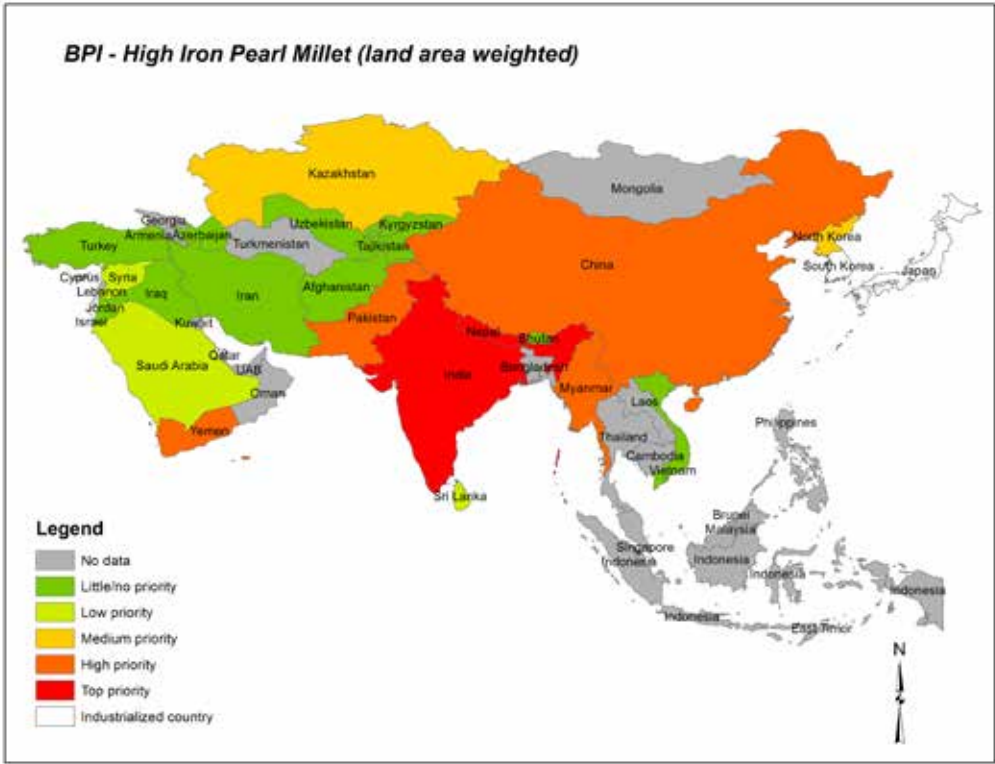 BPI - High Iron Pearl Millet (land area weighted)
Kazakhstan
Mongolia
Georgia
Armenia
Azerbaijan
Uzbekistan
Kyrgyzstan
Turkey
Turkmenistan
Tajikistan
North Korea
South Korea
Japan
China
Cyprus
Syria
Lebanon
Iraq
Iran
Afghanistan
Jordan
Israel
Kuwait
Pakistan
Nepal
Bhutan
Qatar
Saudi Arabia
UAB
India
Bangladesh
Oman
Myanmar
Laos
Yemen
Thailand
Philippines
Cambodia
Vietnam
Sri Lanka
Brunei
Malaysia
Singapore
Indonesia
Indonesia
Indonesia
Indonesia
Indonesia
East Timor
Legend
No data
Little/no priority
Low priority
Medium priority
High priority
Top priority
Industrialized country
N